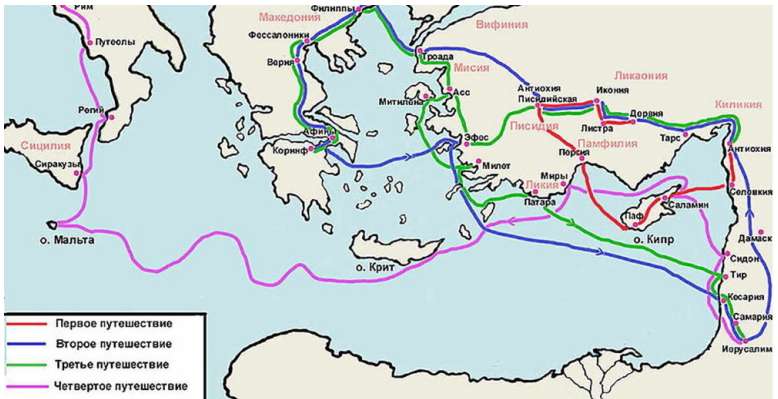 Рим
Путеолы
Регий
Сицилия
Сиракузы
о. Мальта
Македония
Филиппы
Фессалоники
Верия
Афины
Коринф
Вифиния
Троада
Мисия
Асс
Митилена
Эфес
Милет
Антиохия
Писидийская
Икония
Ликаония
Листра
Дервия
Писидия
Памфилия
Пергия
Ликия
Миры
Патара
Тарс
Киликия
Антиохия
Селевкия
Саламин
Паф
о. Кипр
о. Крит
Дамаск
Сидон
Тир
Кесария
Самария
Иерусалим
Первое путешествие
Второе путешествие
Третье путешествие
Четвертое путешествие